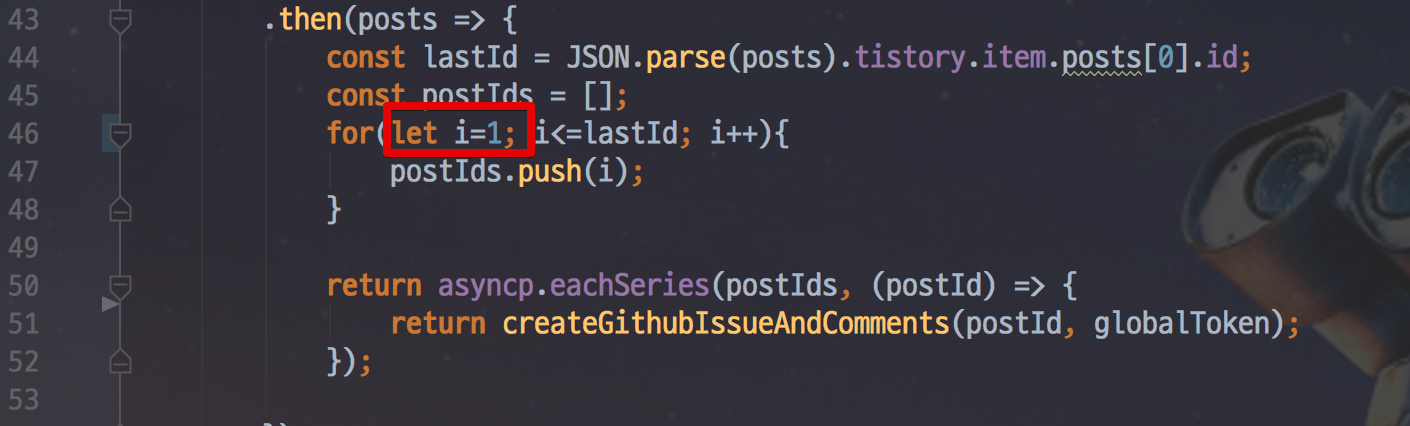 43 .then(posts => {
44 const lastId = JSON.parse(posts).tistory.item.posts[0].id;
45 const postIds = [];
46 for(let i=1; i<=lastId; i++){
47 postIds.push(i);
48 }
49
50 return asyncp.eachSeries(postIds, (postId) => {
51 return createGithubIssueAndComments(postId, globalToken);
52 });
53